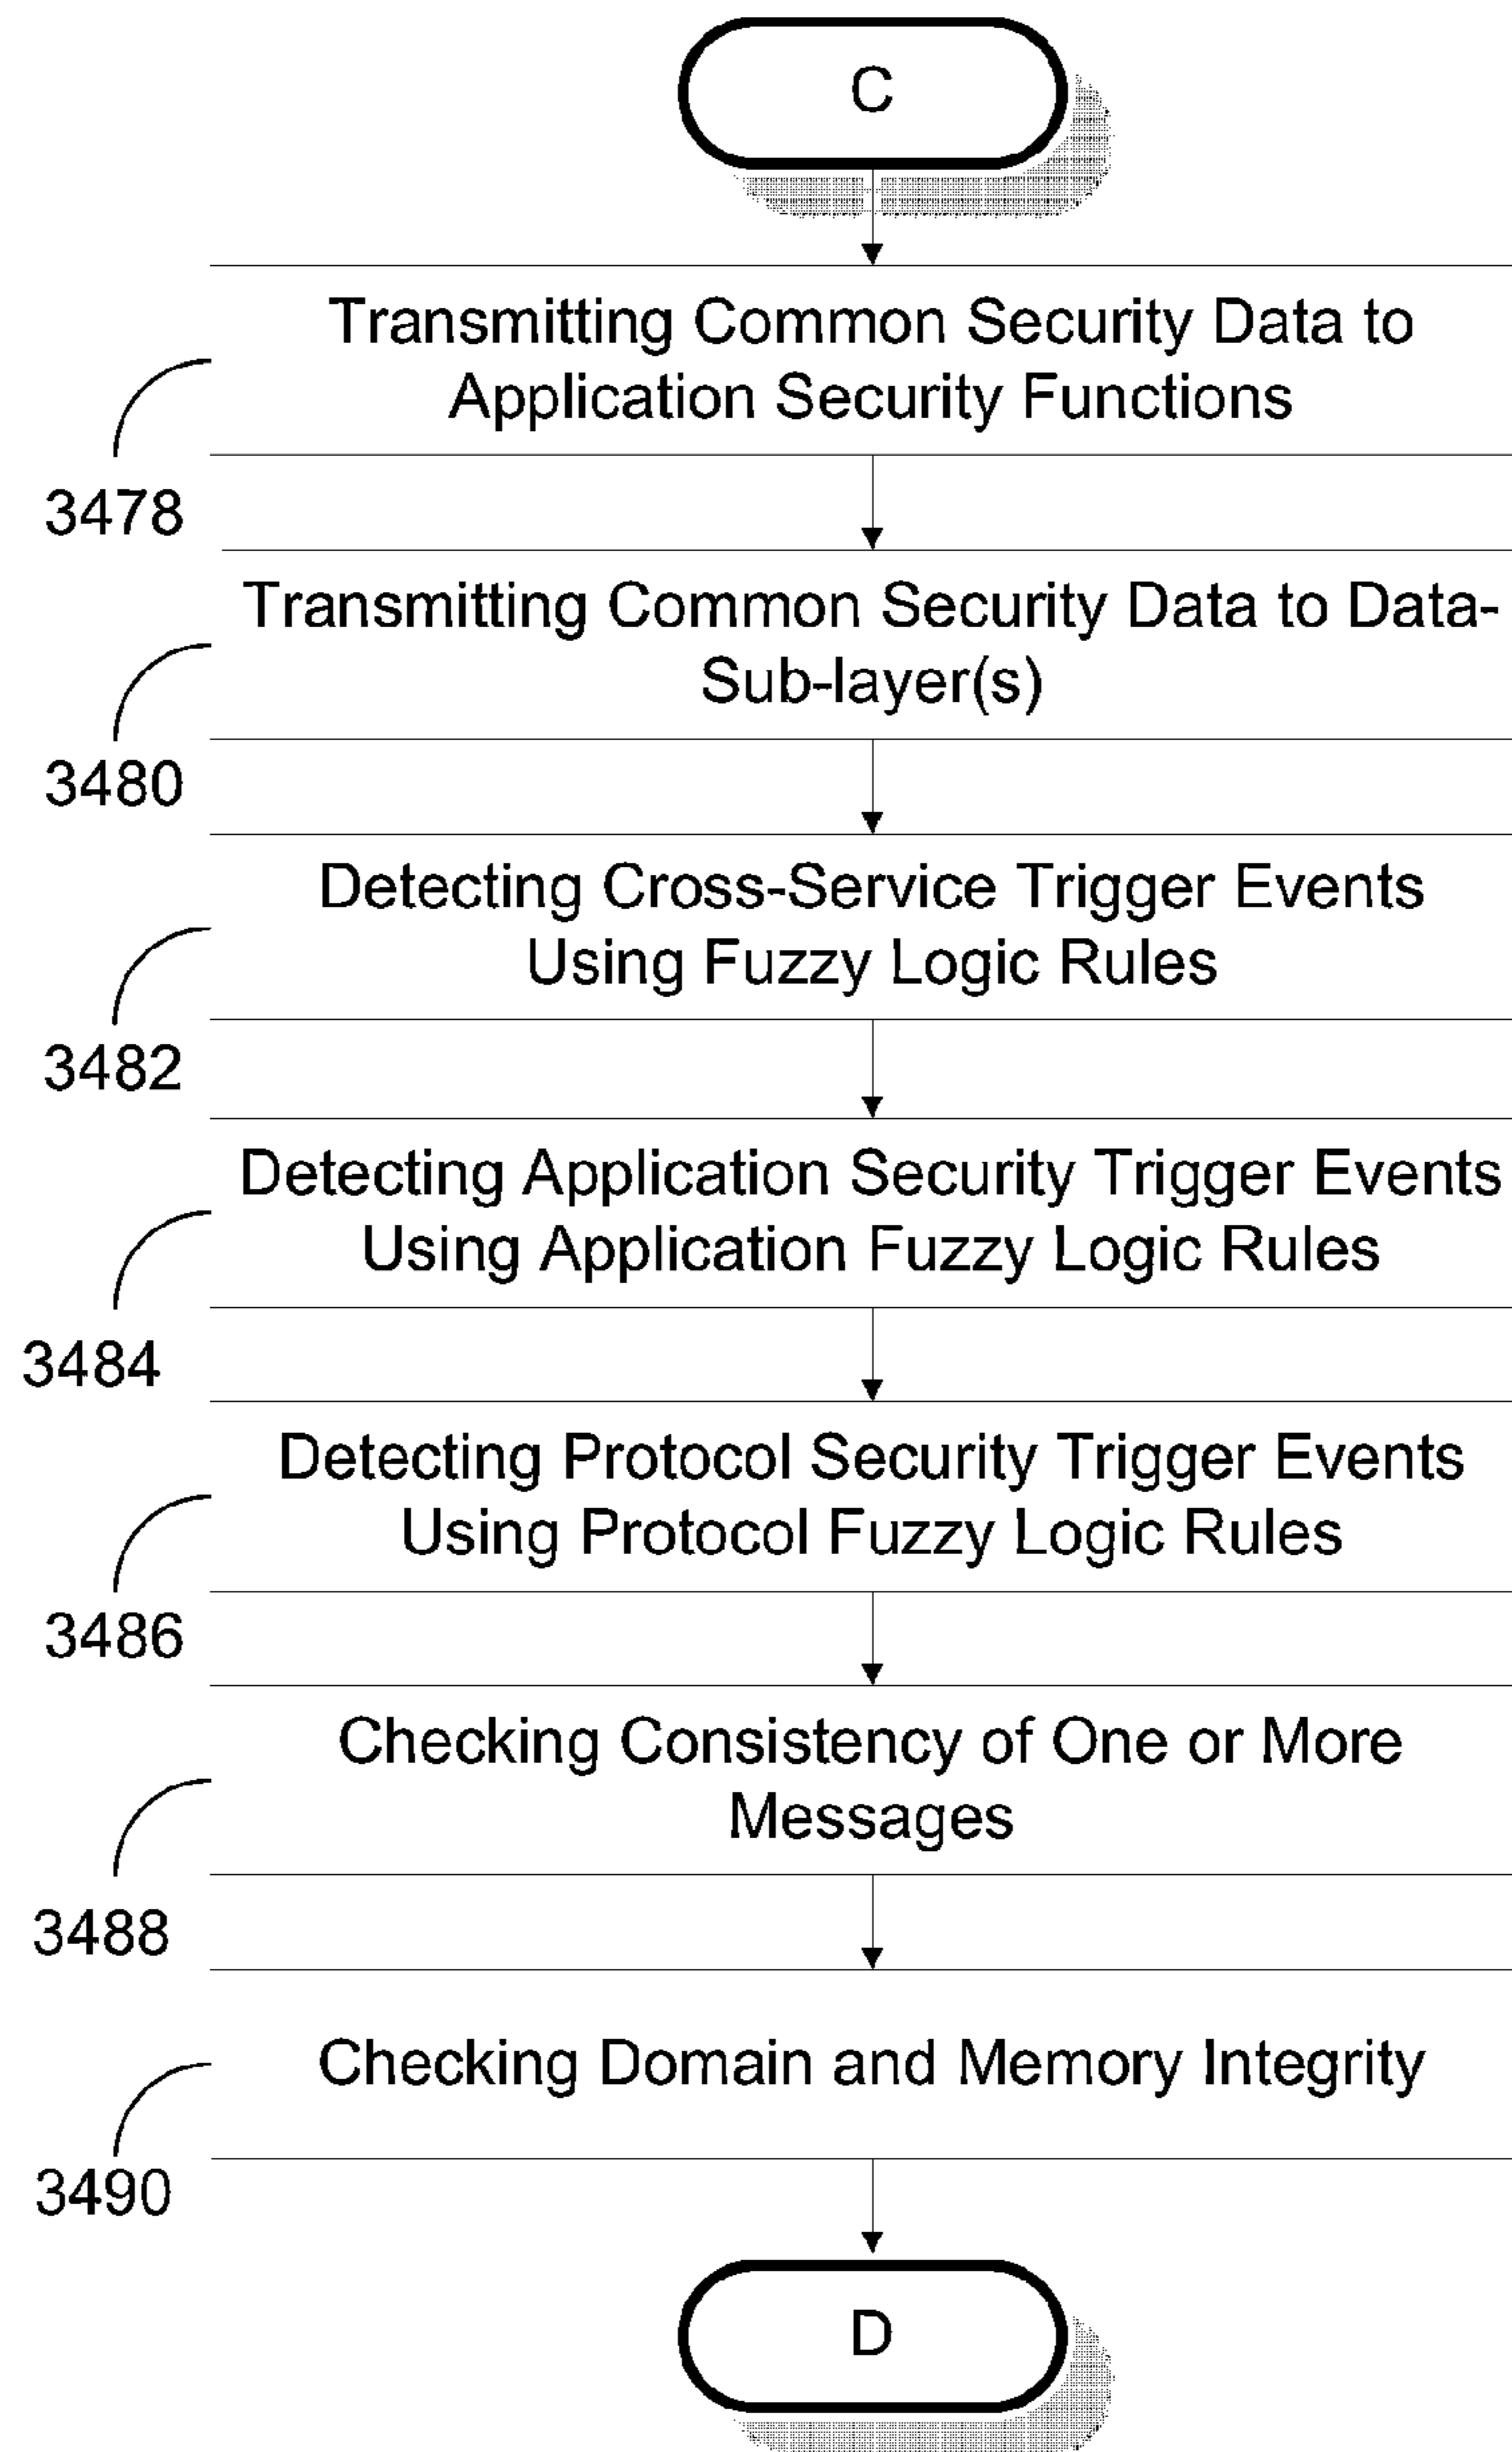 C
Transmitting Common Security Data to
Application Security Functions
3478
Transmitting Common Security Data to Data-
Sub-layer(s)
3480
Detecting Cross-Service Trigger Events
Using Fuzzy Logic Rules
3482
Detecting Application Security Trigger Events
Using Application Fuzzy Logic Rules
3484
Detecting Protocol Security Trigger Events
Using Protocol Fuzzy Logic Rules
3486
Checking Consistency of One or More
Messages
3488
Checking Domain and Memory Integrity
3490
D